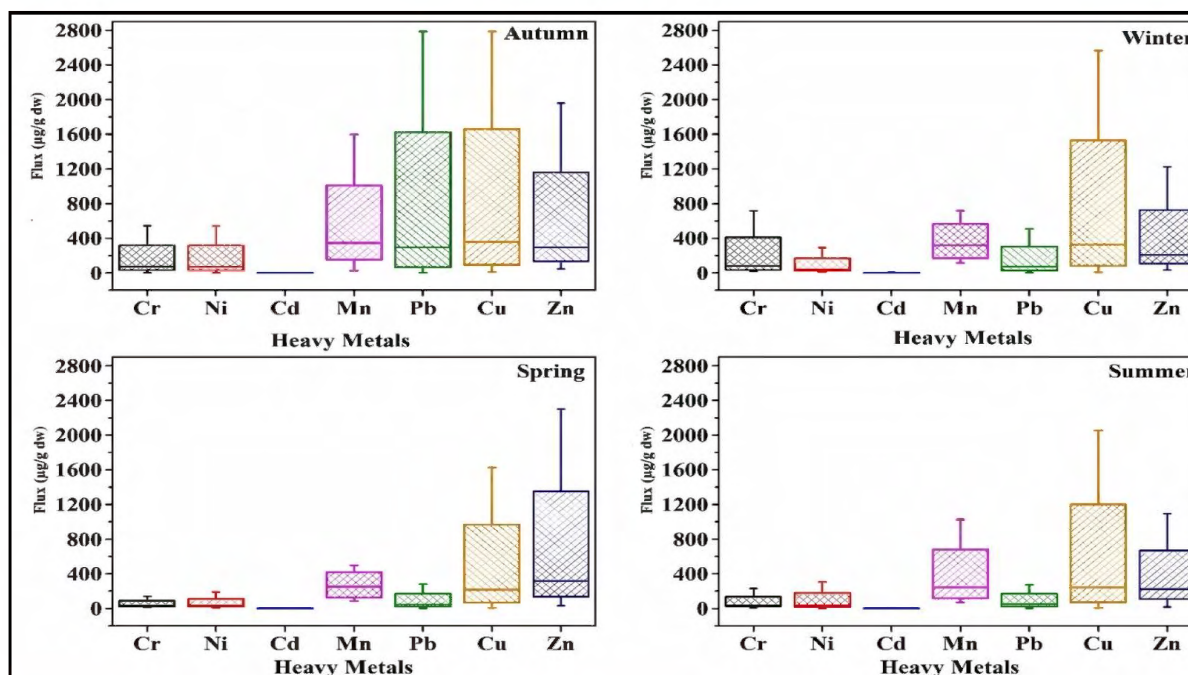 Autumn
Flux (µg/g dw)
2800
2400
2000
1600
1200
800
400
0
Cr Ni Cd Mn Pb Cu Zn
Heavy Metals
Winter
Flux (µg/g dw)
2800
2400
2000
1600
1200
800
400
0
Cr Ni Cd Mn Pb Cu Zn
Heavy Metals
Spring
Flux (µg/g dw)
2800
2400
2000
1600
1200
800
400
0
Cr Ni Cd Mn Pb Cu Zn
Heavy Metals
Summer
Flux (µg/g dw)
2800
2400
2000
1600
1200
800
400
0
Cr Ni Cd Mn Pb Cu Zn
Heavy Metals